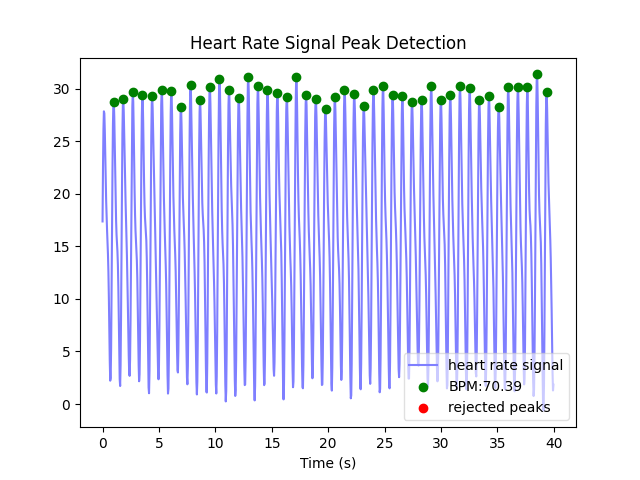 Heart Rate Signal Peak Detection
30
25
20
15
10
5
0
heart rate signal
BPM:70.39
rejected peaks
0 5 10 15 20 25 30 35 40
Time (s)